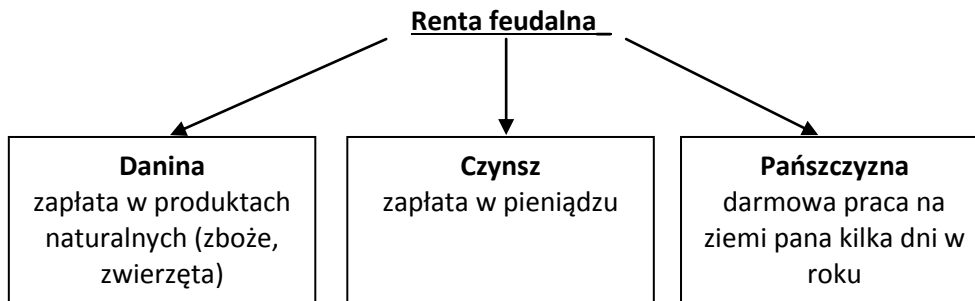 Renta feudalna_
Danina
zapłata w produktach
naturalnych (zboże,
zwierzęta)
Czynsz
zapłata w pieniądzu
Pańszczyzna
darmowa praca na
ziemi pana kilka dni w
roku